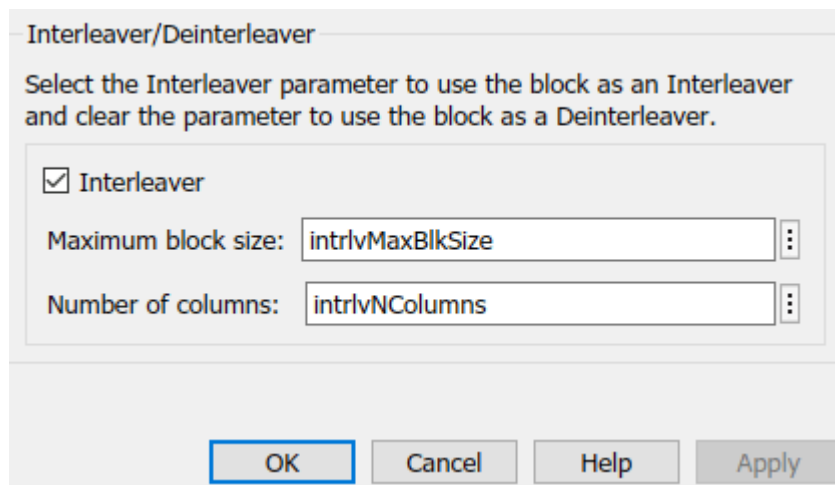 Interleaver/Deinterleaver
Select the Interleaver parameter to use the block as an Interleaver
and clear the parameter to use the block as a Deinterleaver.
Interleaver
Maximum block size: intrlvMaxBlkSize
Number of columns: intrlvNColumns
OK Cancel Help Apply